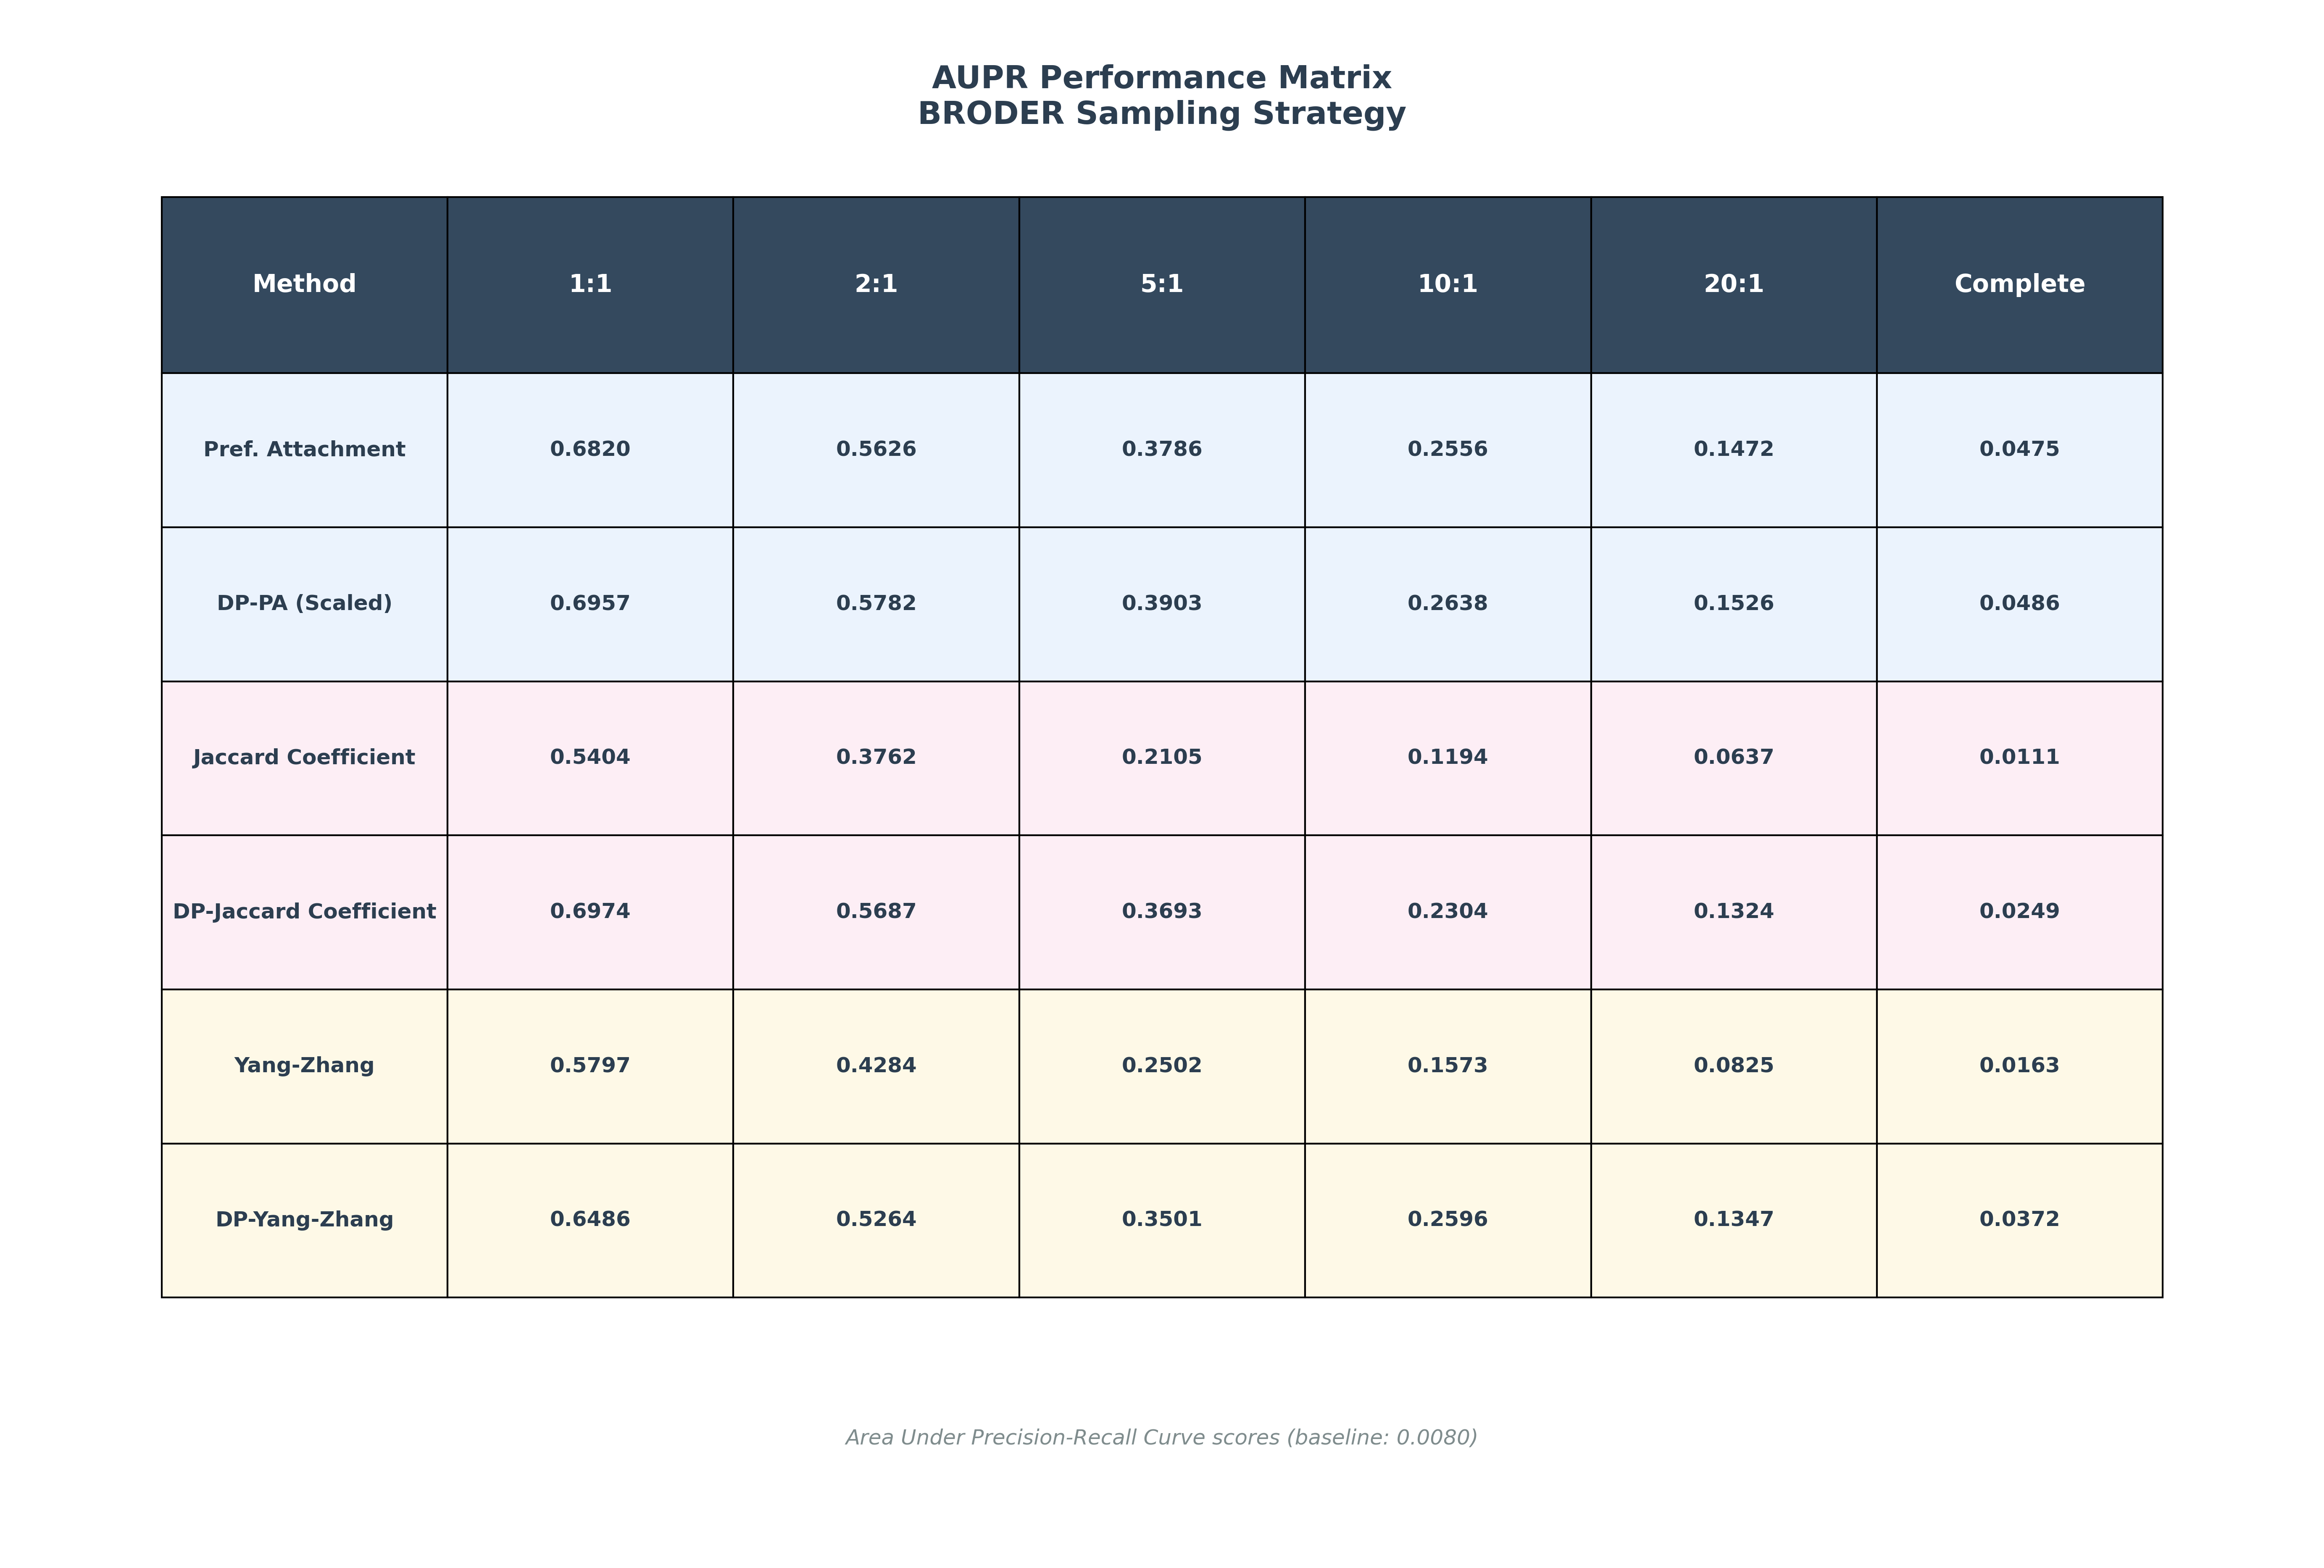 AUPR Performance Matrix
BRODER Sampling Strategy
Method 1:1 2:1 5:1 10:1 20:1 Complete
Pref. Attachment 0.6820 0.5626 0.3786 0.2556 0.1472 0.0475
DP-PA (Scaled) 0.6957 0.5782 0.3903 0.2638 0.1526 0.0486
Jaccard Coefficient 0.5404 0.3762 0.2105 0.1194 0.0637 0.0111
DP-Jaccard Coefficient 0.6974 0.5687 0.3693 0.2304 0.1324 0.0249
Yang-Zhang 0.5797 0.4284 0.2502 0.1573 0.0825 0.0163
DP-Yang-Zhang 0.6486 0.5264 0.3501 0.2596 0.1347 0.0372
Area Under Precision-Recall Curve scores (baseline: 0.0080)